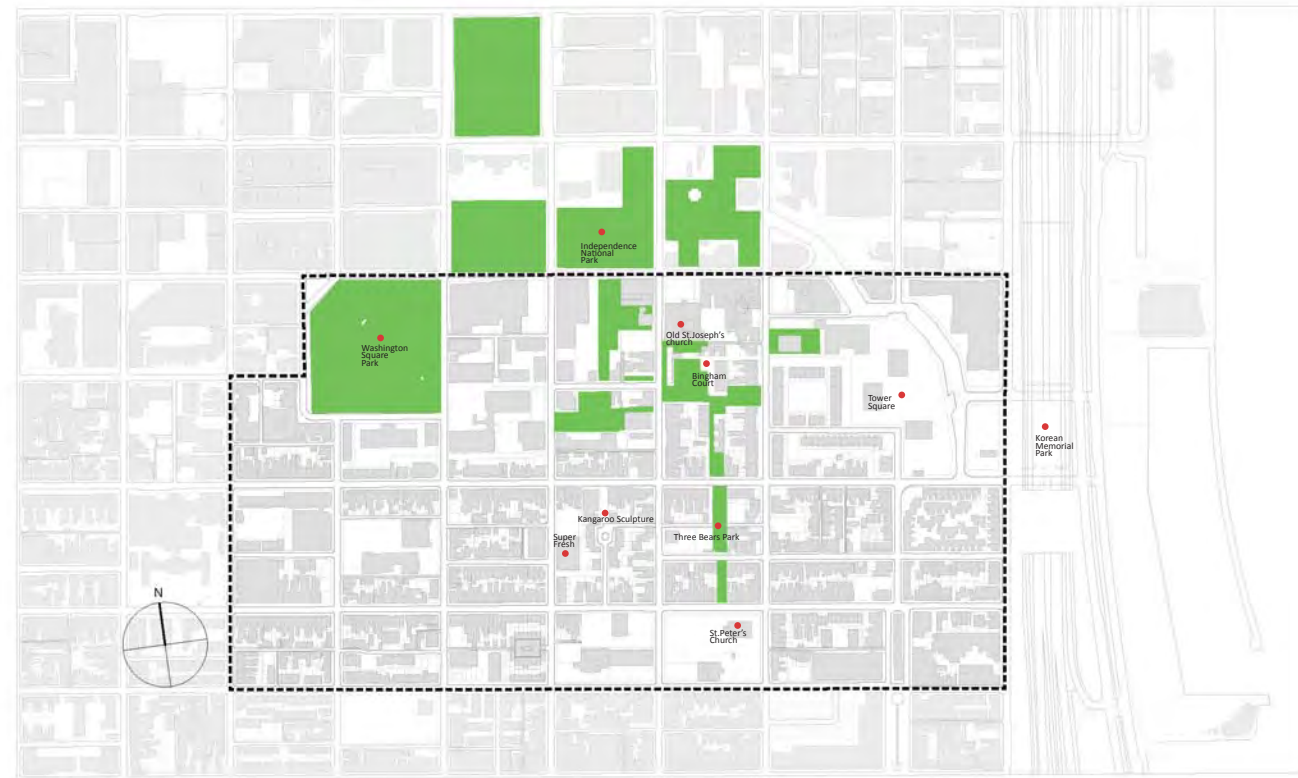 Independence
National
Park
Old St.Joseph's
church
Washington
Square
Park
Bingham
Court
Tower
Square
Korean
Memorial
Park
Kangaroo Sculpture
Super
Fresh
Three Bears Park
N
St.Peter's
Church